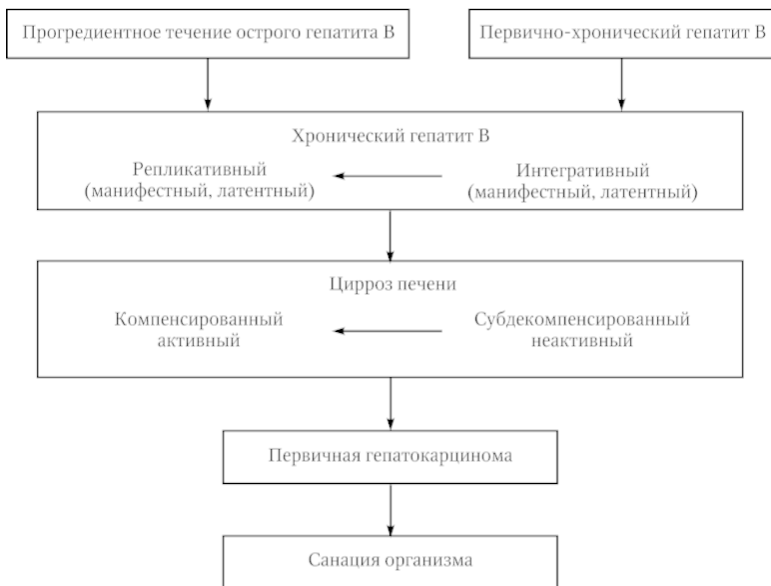 Прогредиентное течение острого гепатита В
Первично-хронический гепатит В
Хронический гепатит В
Репликативный
(манифестный, латентный)
Интегративный
(манифестный, латентный)
Цирроз печени
Компенсированный
активный
Субдекомпенсированный
неактивный
Первичная гепатокарцинома
Санация организма